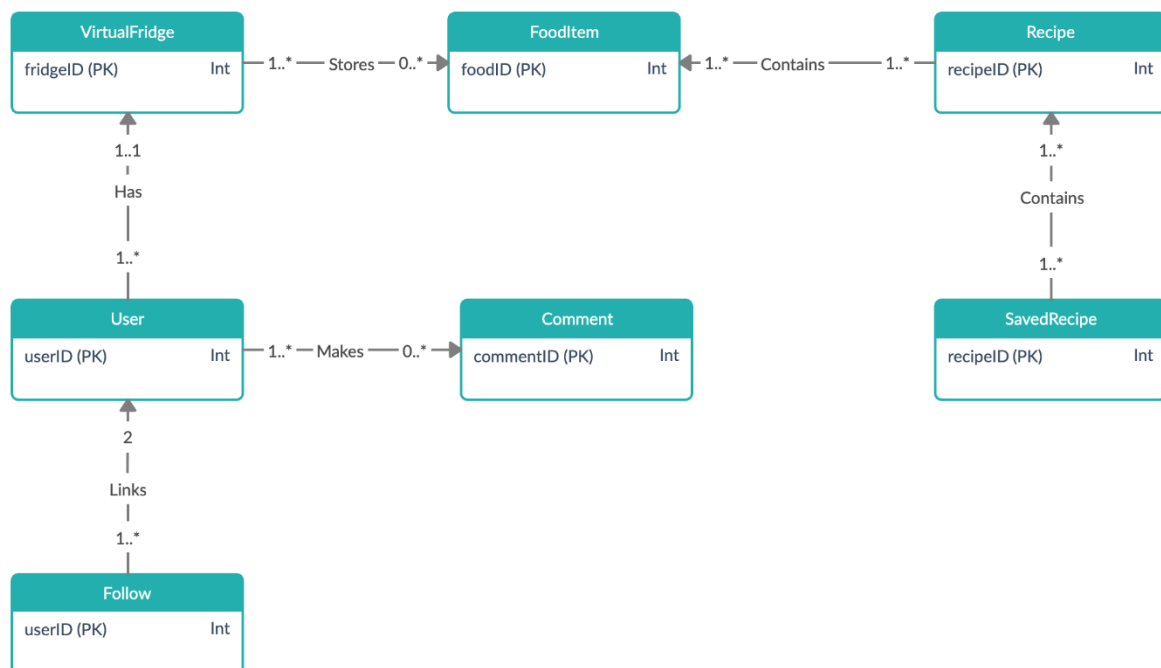 VirtualFridge
fridgeID (PK) Int
1..* Stores 0..*
FoodItem
foodID (PK) Int
1..* Contains 1..*
Recipe
recipeID (PK) Int
1..1
Has
1..*
1..*
Contains
1..*
User
userID (PK) Int
1..* Makes 0..*
Comment
commentID (PK) Int
SavedRecipe
recipeID (PK) Int
2
Links
1..*
Follow
userID (PK) Int